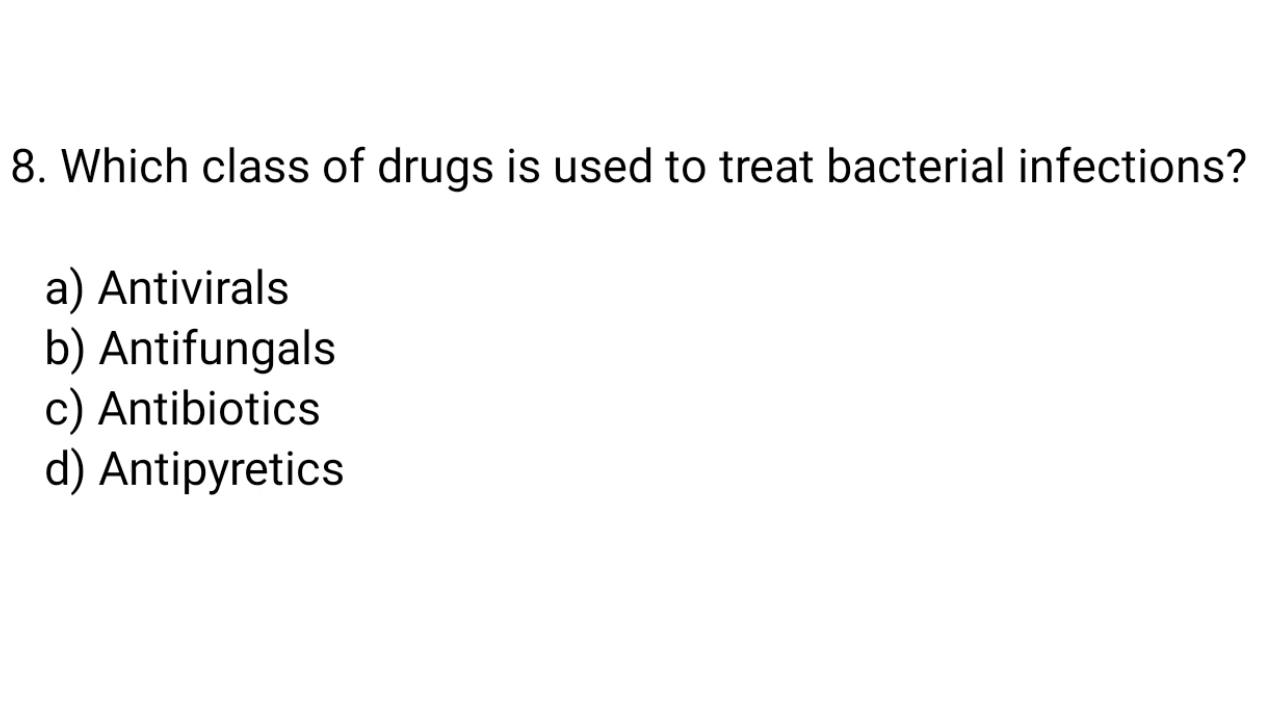 8. Which class of drugs is used to treat bacterial infections?
a) Antivirals
b) Antifungals
c) Antibiotics
d) Antipyretics